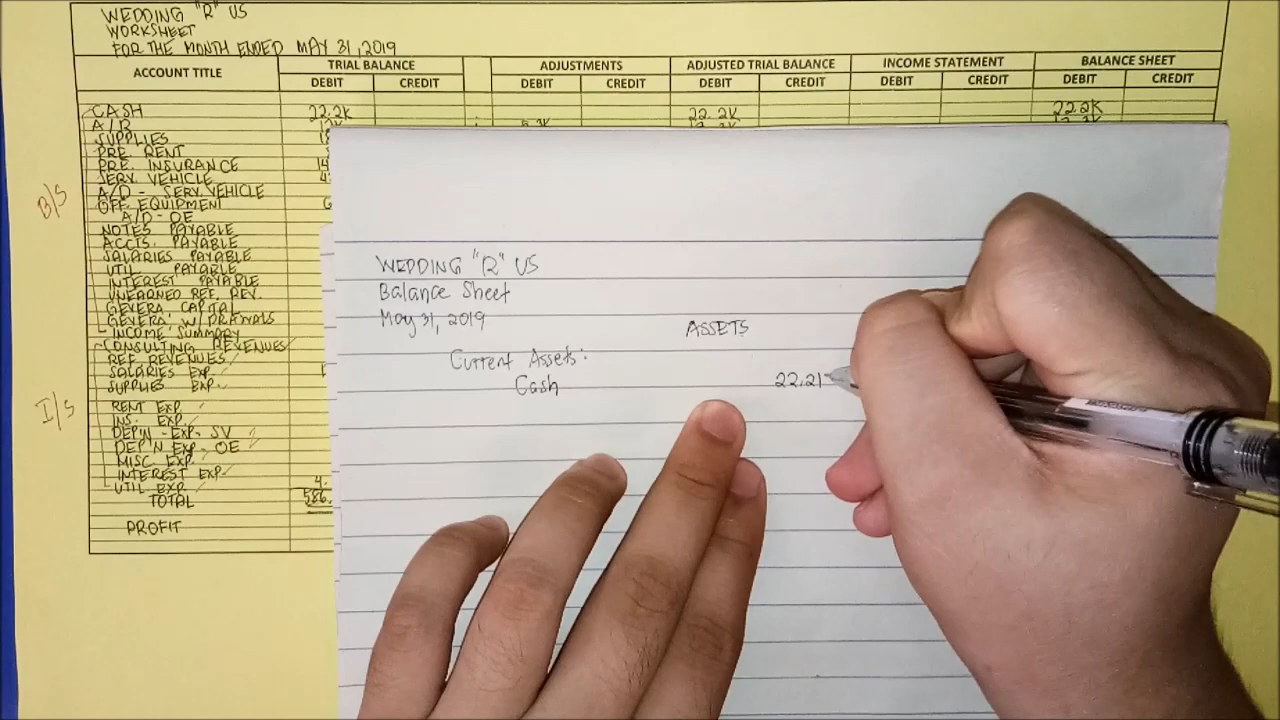 WEDDING "R" US
WORKSHEET
FOR THE MONTH ENDED MAY 31, 2019
ACCOUNT TITLE TRIAL BALANCE ADJUSTMENTS ADJUSTED TRIAL BALANCE INCOME STATEMENT BALANCE SHEET
DEBIT CREDIT DEBIT CREDIT DEBIT CREDIT DEBIT CREDIT DEBIT CREDIT
CASH 22.2K 22.2K 22.2K
A/R
SUPPLIES
PRE. RENT
PRE. INSURANCE
SERV. VEHICLE
A/D - SERV. VEHICLE
OFF. EQUIPMENT
A/D - OE
NOTES PAYABLE
ACCTS. PAYABLE
SALARIES PAYABLE
UTIL. PAYABLE
INTEREST PAYABLE
UNEARNED REF. REV.
GEVERA CAPITAL
GEVERA WITHDRAWALS
INCOME SUMMARY
CONSULTING REVENUES
REF. REVENUES
SALARIES EXP.
SUPPLIES EXP.
RENT EXP.
INS. EXP.
DEP'N - EXP. SV
DEP'N EXP. OE
MISC. EXP.
INTEREST EXP.
UTIL EXP. 4.
TOTAL 586.
PROFIT
B/S
I/S
WEDDING "R" US
Balance Sheet
May 31, 2019
ASSETS
Current Assets:
Cash 22.2